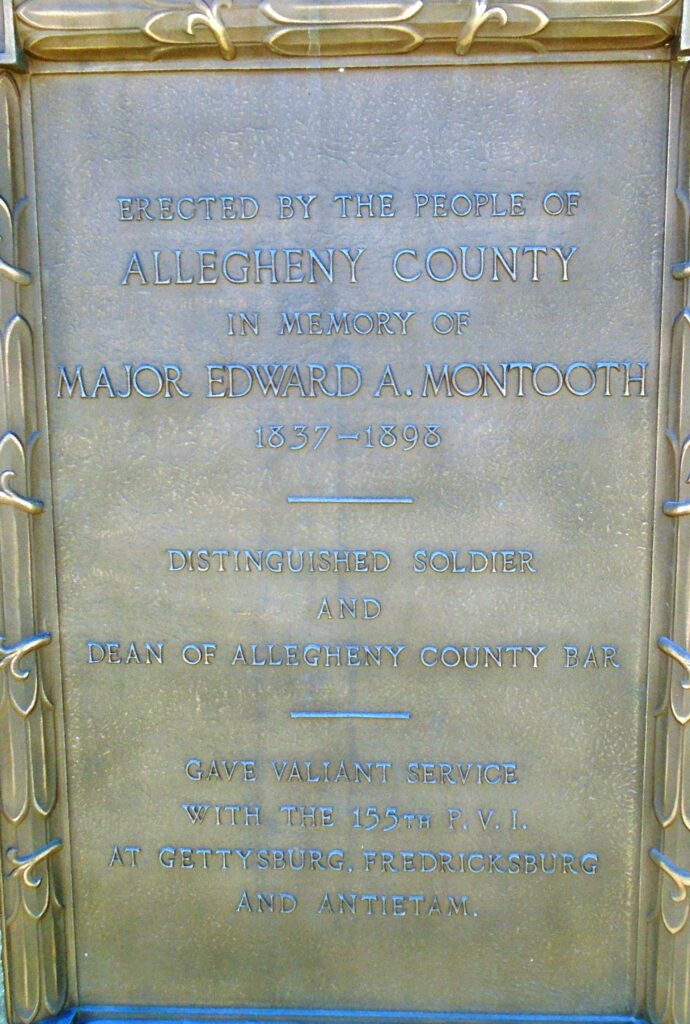 ERECTED BY THE PEOPLE OF
ALLEGHENY COUNTY
IN MEMORY OF
MAJOR EDWARD A. MONTOOTH
1837–1898
DISTINGUISHED SOLDIER
AND
DEAN OF ALLEGHENY COUNTY BAR
GAVE VALIANT SERVICE
WITH THE 155TH P. V. I.
AT GETTYSBURG, FREDRICKSBURG
AND ANTIETAM.